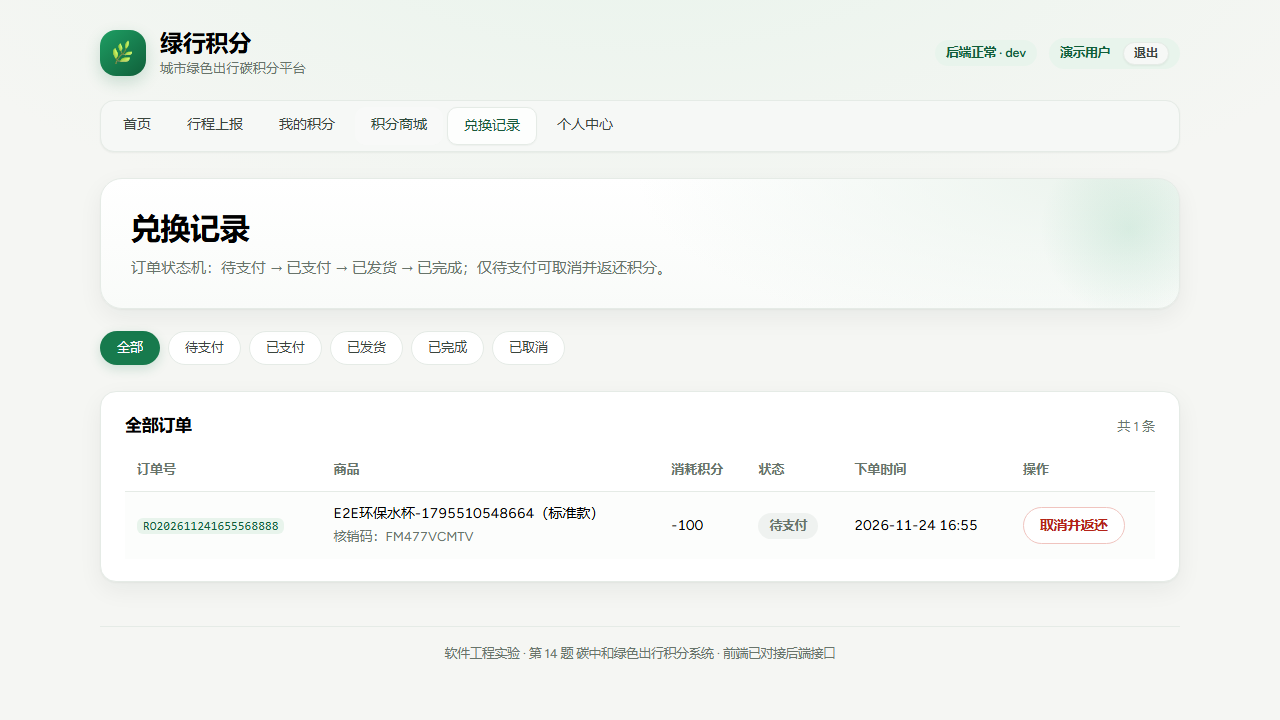 绿行积分
城市绿色出行碳积分平台
后端正常 · dev
演示用户
退出
首页
行程上报
我的积分
积分商城
兑换记录
个人中心
兑换记录
订单状态机：待支付 → 已支付 → 已发货 → 已完成；仅待支付可取消并返还积分。
全部
待支付
已支付
已发货
已完成
已取消
全部订单
共 1 条
订单号
商品
消耗积分
状态
下单时间
操作
RO202611241655568888
E2E环保水杯-1795510548664（标准款）
核销码：FM477VCMTV
-100
待支付
2026-11-24 16:55
取消并返还
软件工程实验 · 第 14 题 碳中和绿色出行积分系统 · 前端已对接后端接口